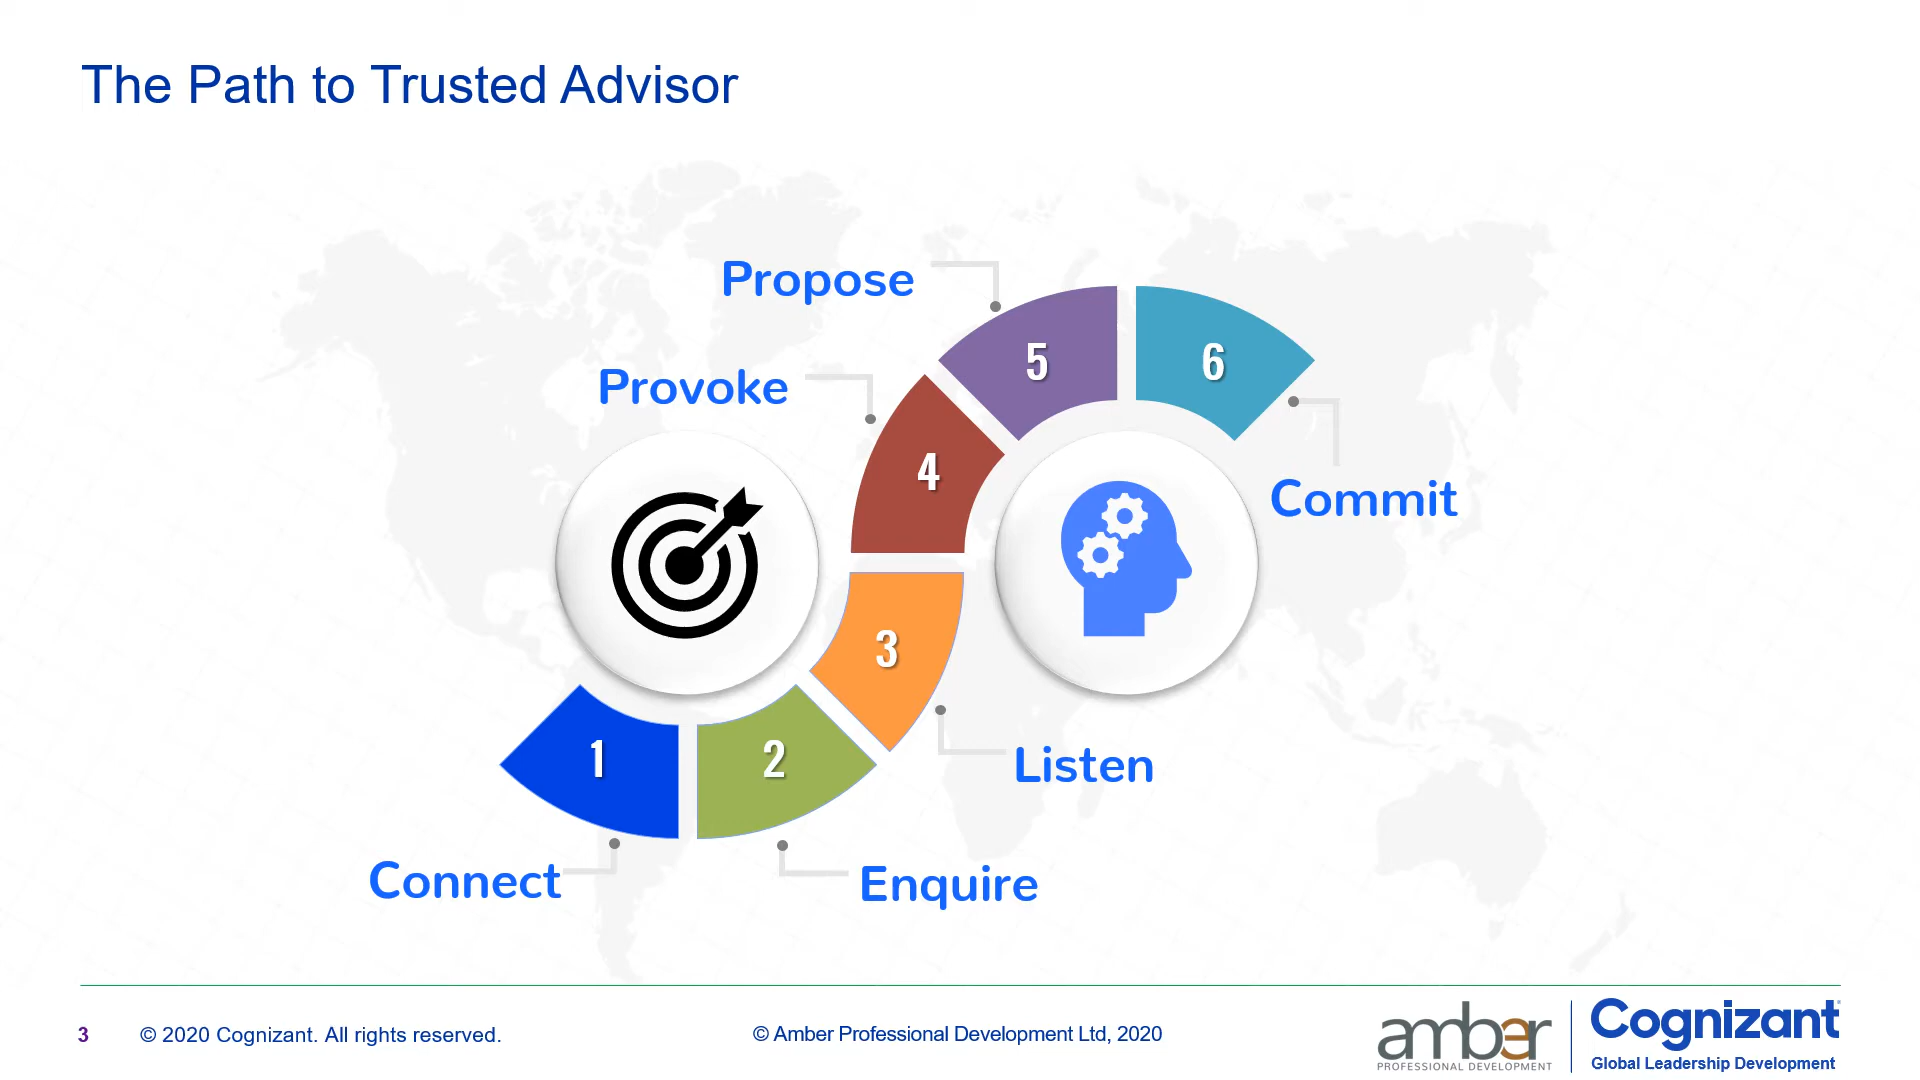 The Path to Trusted Advisor
Propose
5
6
Provoke
4
Commit
3
1
2
Listen
Connect
Enquire
3
© 2020 Cognizant. All rights reserved.
© Amber Professional Development Ltd, 2020
amber
PROFESSIONAL DEVELOPMENT
Cognizant
Global Leadership Development